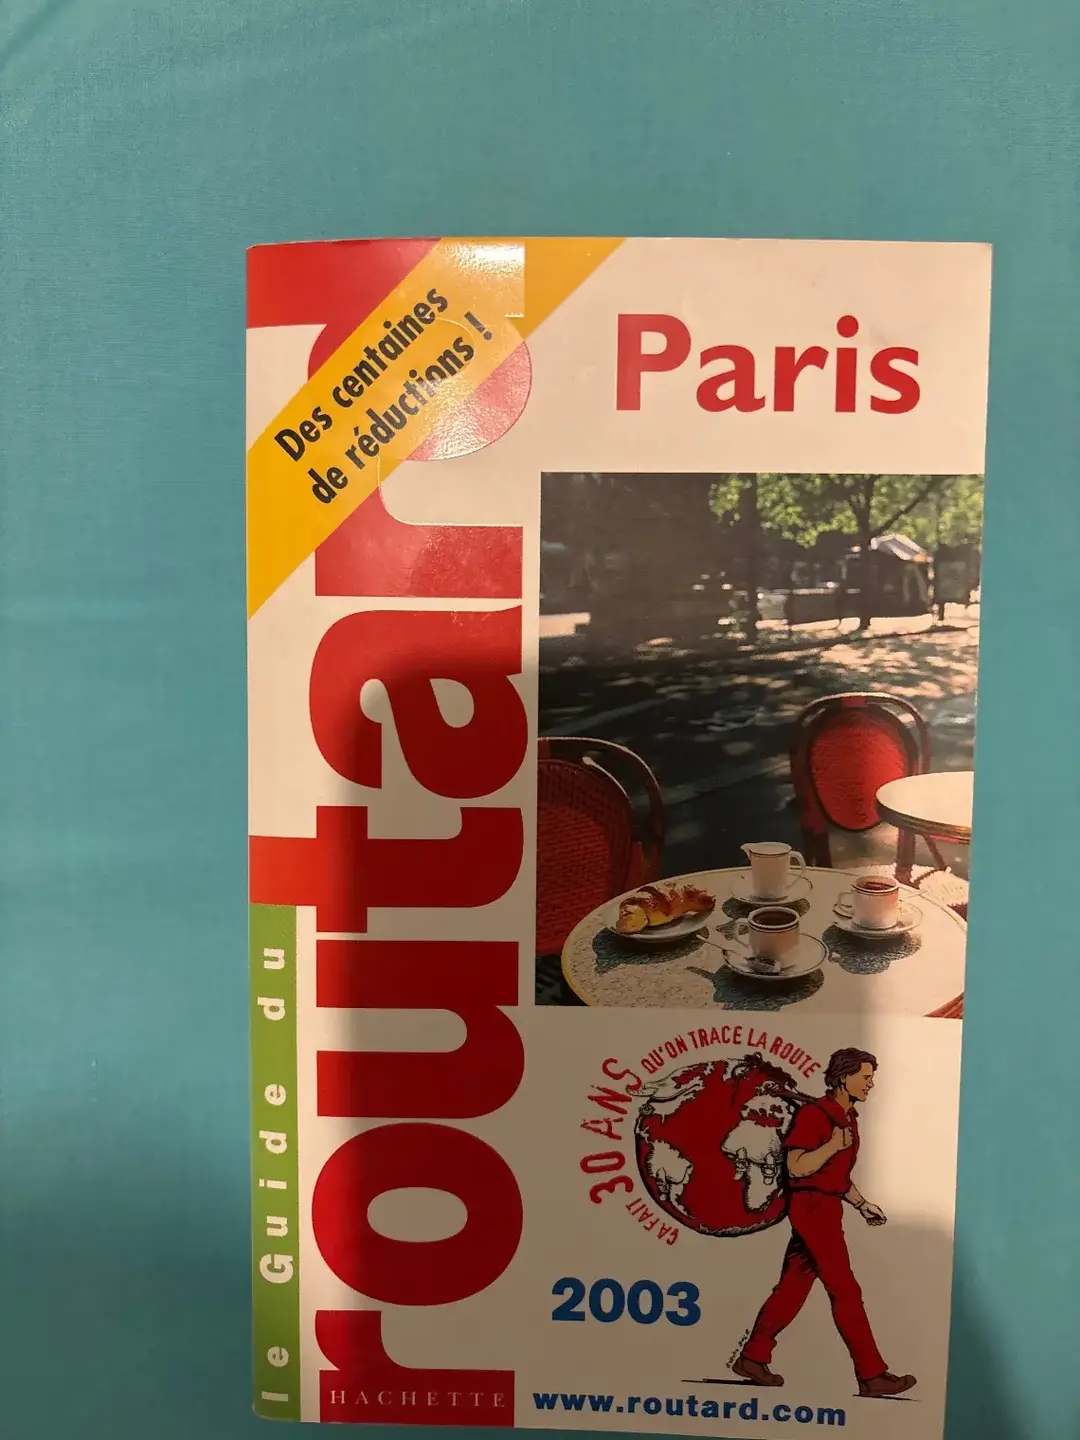 Des centaines
de réductions !
Paris
le Guide du
routard
ÇA FAIT 30 ANS QU'ON TRACE LA ROUTE
2003
HACHETTE
www.routard.com